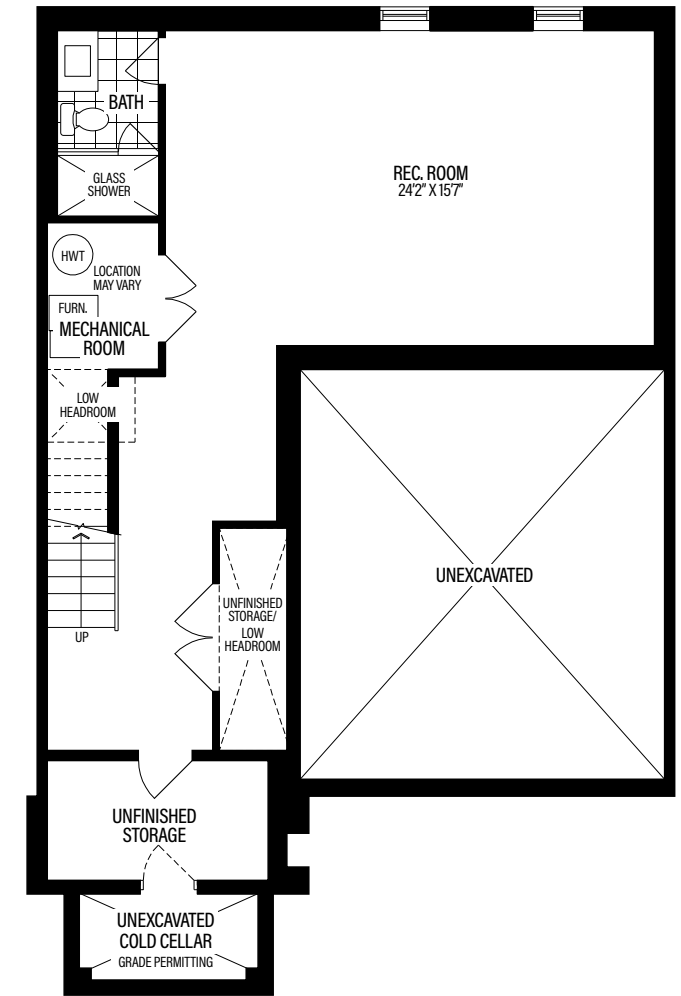 BATH
GLASS
SHOWER
REC. ROOM
24'2" X 15'7"
HWT
LOCATION
MAY VARY
FURN.
MECHANICAL
ROOM
LOW
HEADROOM
UP
UNFINISHED
STORAGE/
LOW
HEADROOM
UNEXCAVATED
UNFINISHED
STORAGE
UNEXCAVATED
COLD CELLAR
GRADE PERMITTING